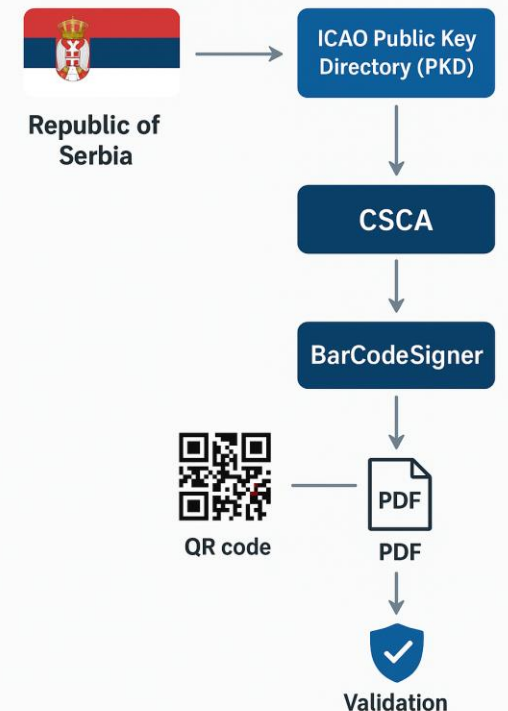 ICAO Public Key
Directory (PKD)
Republic of
Serbia
CSCA
BarCodeSigner
PDF
QR code
PDF
Validation